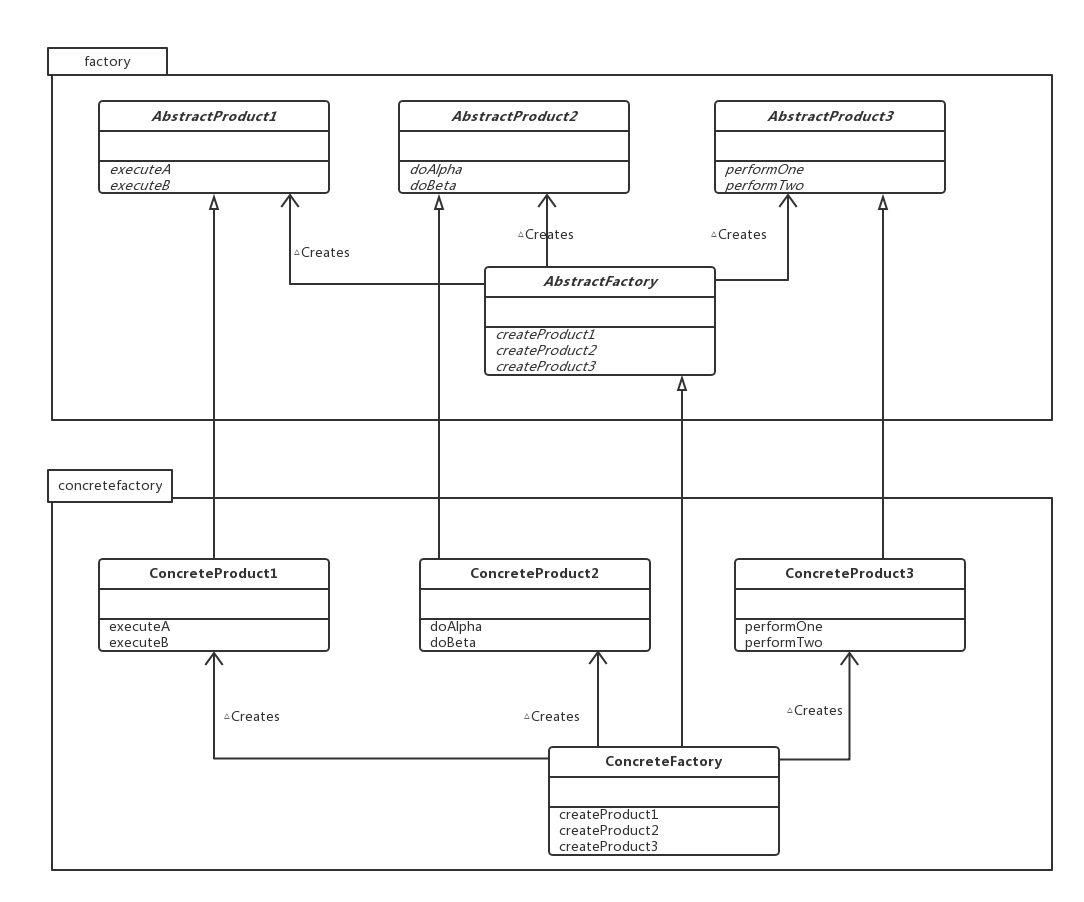 factory
AbstractProduct1
executeA
executeB
AbstractProduct2
doAlpha
doBeta
AbstractProduct3
performOne
performTwo
△Creates
△Creates
△Creates
AbstractFactory
createProduct1
createProduct2
createProduct3
concretefactory
ConcreteProduct1
executeA
executeB
ConcreteProduct2
doAlpha
doBeta
ConcreteProduct3
performOne
performTwo
△Creates
△Creates
△Creates
ConcreteFactory
createProduct1
createProduct2
createProduct3